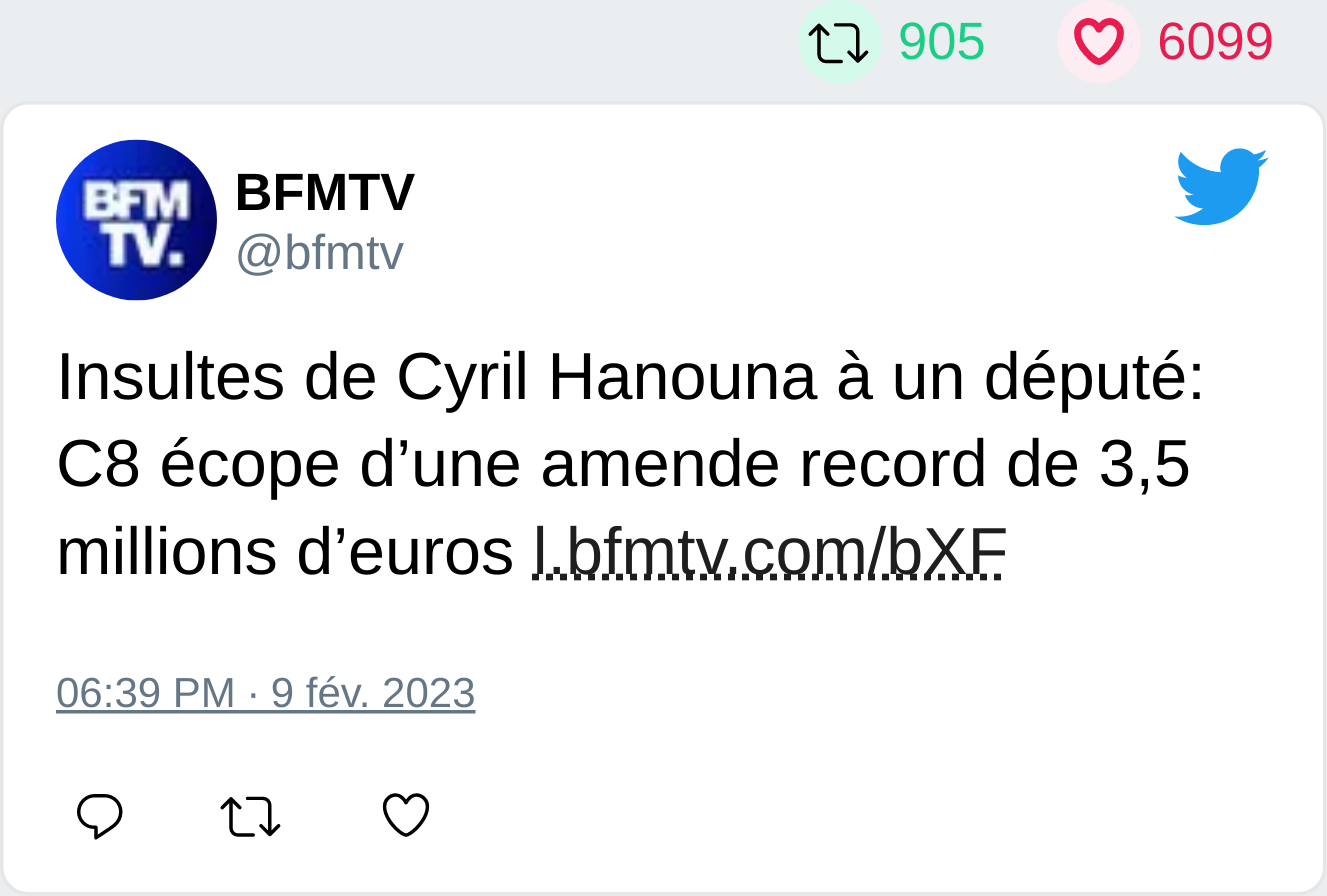 905 6099
BFM
TV.
BFMTV
@bfmtv
Insultes de Cyril Hanouna à un député:
C8 écope d’une amende record de 3,5
millions d’euros l.bfmtv.com/bXF
06:39 PM · 9 fév. 2023